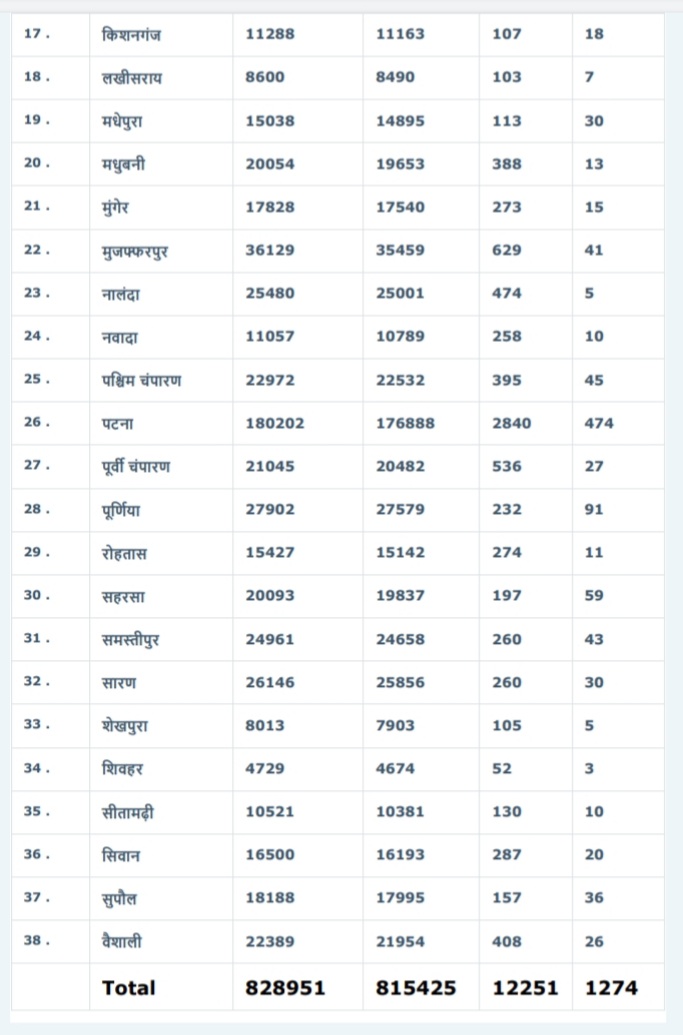 17 . किशनगंज 11288 11163 107 18
18 . लखीसराय 8600 8490 103 7
19 . मधेपुरा 15038 14895 113 30
20 . मधुबनी 20054 19653 388 13
21 . मुंगेर 17828 17540 273 15
22 . मुजफ्फरपुर 36129 35459 629 41
23 . नालंदा 25480 25001 474 5
24 . नवादा 11057 10789 258 10
25 . पश्चिम चंपारण 22972 22532 395 45
26 . पटना 180202 176888 2840 474
27 . पूर्वी चंपारण 21045 20482 536 27
28 . पूर्णिया 27902 27579 232 91
29 . रोहतास 15427 15142 274 11
30 . सहरसा 20093 19837 197 59
31 . समस्तीपुर 24961 24658 260 43
32 . सारण 26146 25856 260 30
33 . शेखपुरा 8013 7903 105 5
34 . शिवहर 4729 4674 52 3
35 . सीतामढ़ी 10521 10381 130 10
36 . सिवान 16500 16193 287 20
37 . सुपौल 18188 17995 157 36
38 . वैशाली 22389 21954 408 26
Total 828951 815425 12251 1274